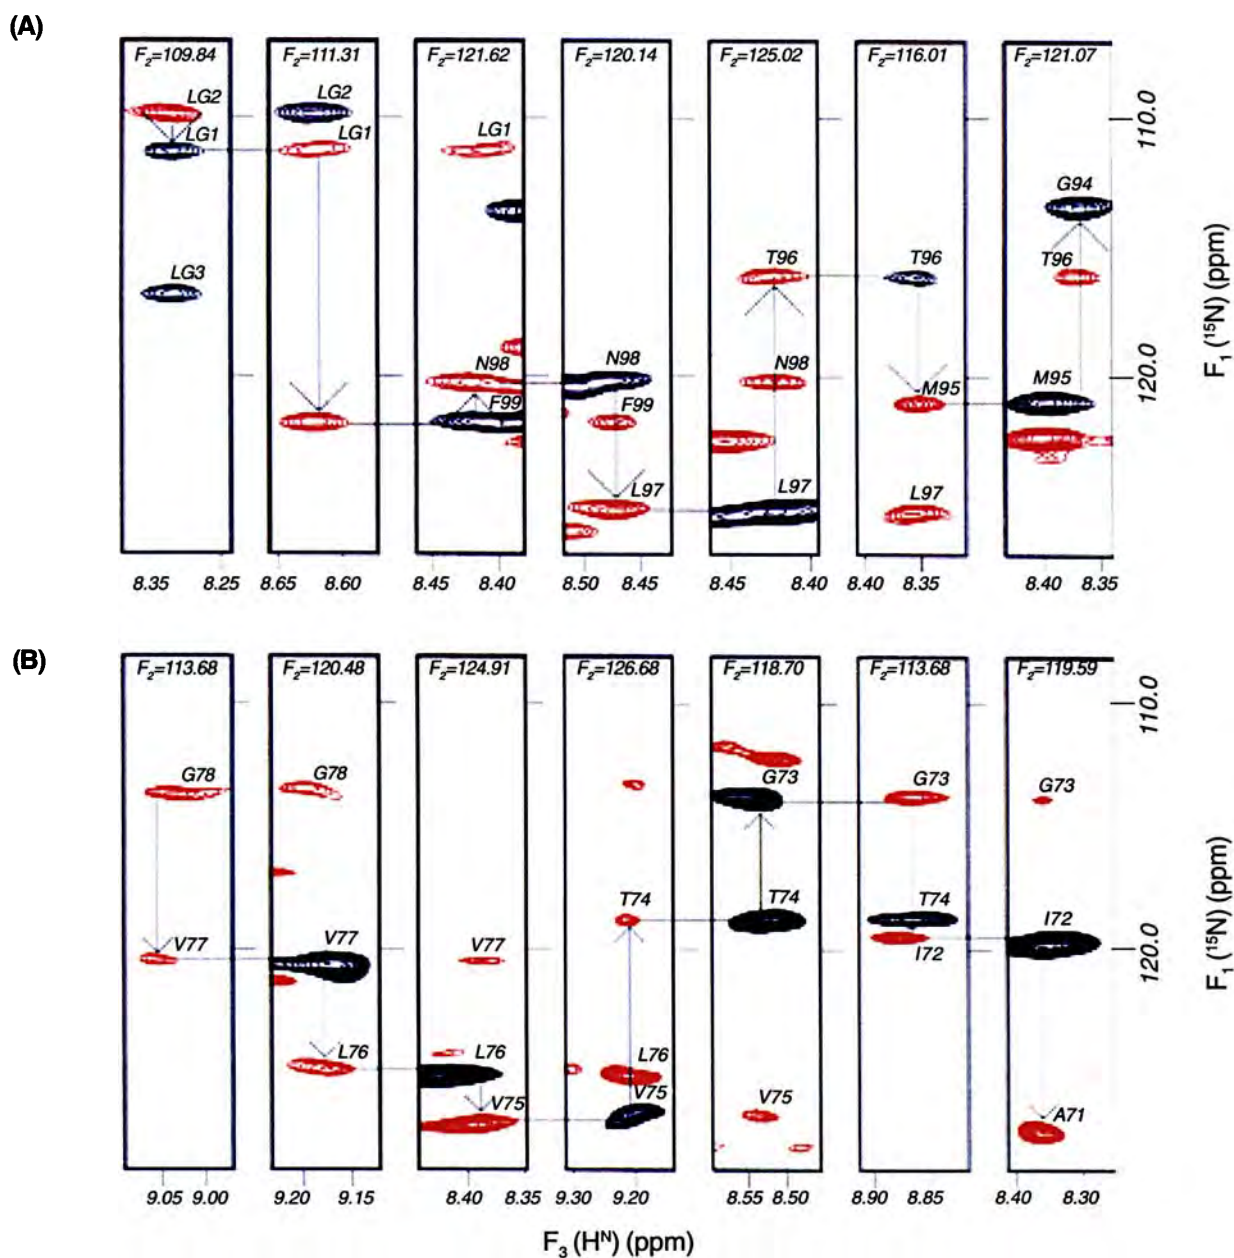 (A)
F2=109.84 F2=111.31 F2=121.62 F2=120.14 F2=125.02 F2=116.01 F2=121.07
LG2 LG2
LG1 LG1 LG1
110.0
G94
T96 T96 T96
LG3
N98 N98 N98
120.0
F99 F99 M95 M95
L97 L97 L97
F1 (15N) (ppm)
8.35 8.25 8.65 8.60 8.45 8.40 8.50 8.45 8.45 8.40 8.40 8.35 8.40 8.35
(B)
F2=113.68 F2=120.48 F2=124.91 F2=126.68 F2=118.70 F2=113.68 F2=119.59
110.0
G78 G78 G73 G73 G73
T74 T74 T74 I72
V77 V77 V77 I72
120.0
L76 L76 L76
V75 V75 V75 A71
F1 (15N) (ppm)
9.05 9.00 9.20 9.15 8.40 8.35 9.30 9.20 8.55 8.50 8.90 8.85 8.40 8.30
F3 (HN) (ppm)